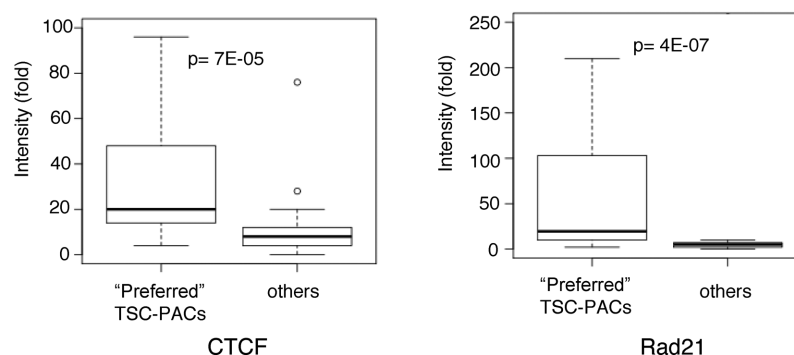 100
80
60
40
20
0
Intensity (fold)
p= 7E-05
“Preferred”
TSC-PACs
others
CTCF
250
200
150
100
50
0
Intensity (fold)
p= 4E-07
“Preferred”
TSC-PACs
others
Rad21